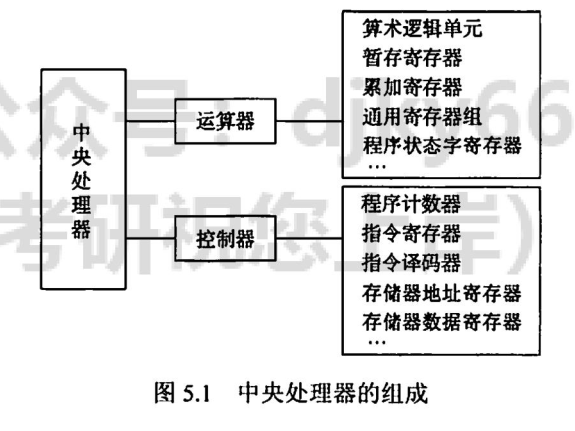 算术逻辑单元
暂存寄存器
累加寄存器
通用寄存器组
程序状态字寄存器
…
中央处理器
运算器
控制器
程序计数器
指令寄存器
指令译码器
存储器地址寄存器
存储器数据寄存器
…
公众号：djky66
考研祝您上岸）
图 5.1 中央处理器的组成